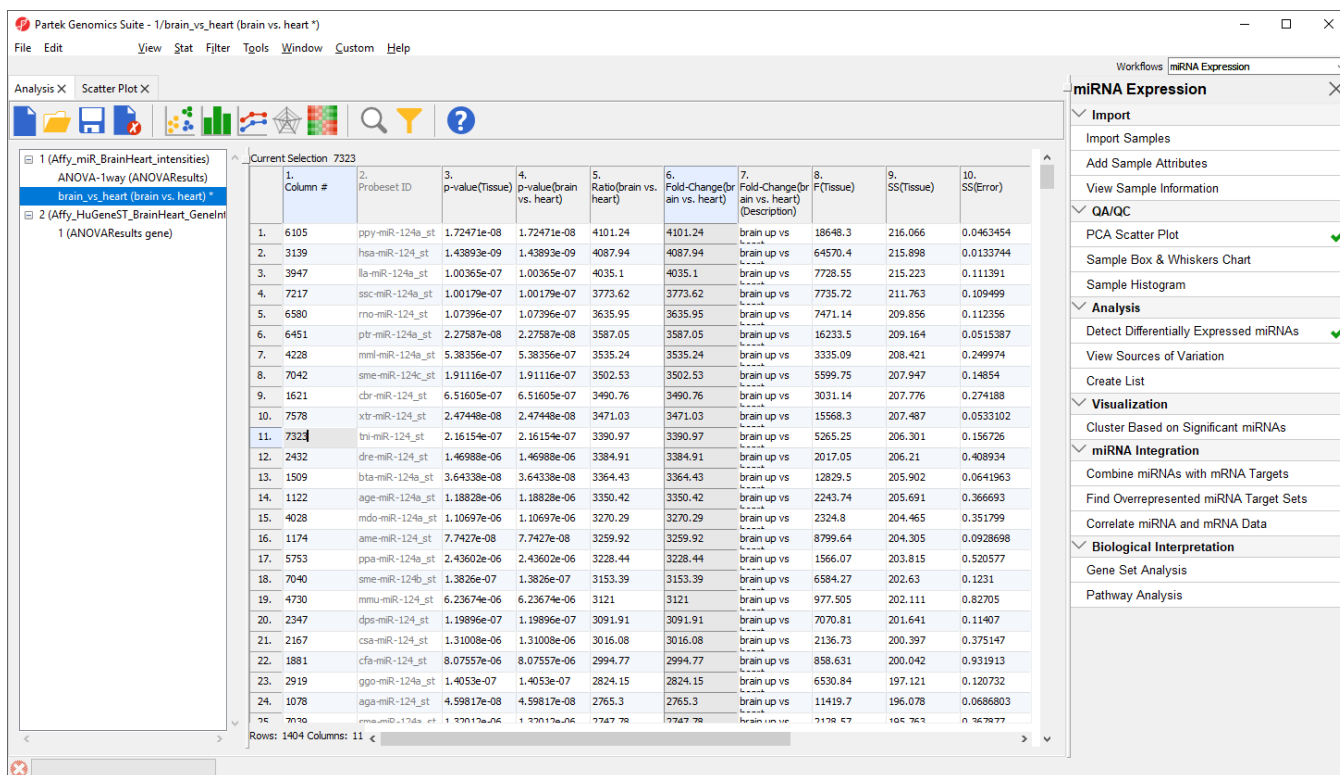 Partek Genomics Suite - 1/brain_vs_heart (brain vs. heart *)
File Edit View Stat Filter Tools Window Custom Help
Workflows miRNA Expression
Analysis X Scatter Plot X
1 (Affy_miR_BrainHeart_intensities)
ANOVA-1way (ANOVAResults)
brain_vs_heart (brain vs. heart) *
2 (Affy_HuGeneST_BrainHeart_GeneInt
1 (ANOVAResults gene)
Current Selection 7323
1. Column # 2. Probeset ID 3. p-value(Tissue) 4. p-value(brain vs. heart) 5. Ratio(brain vs. heart) 6. Fold-Change(brain vs. heart) 7. Fold-Change(brain vs. heart) (Description) 8. F(Tissue) 9. SS(Tissue) 10. SS(Error)
1. 6105 ppy-miR-124a_st 1.72471e-08 1.72471e-08 4101.24 4101.24 brain up vs 18648.3 216.066 0.0463454
2. 3139 hsa-miR-124_st 1.43893e-09 1.43893e-09 4087.94 4087.94 brain up vs 64570.4 215.898 0.0133744
3. 3947 lla-miR-124a_st 1.00365e-07 1.00365e-07 4035.1 4035.1 brain up vs 7728.55 215.223 0.111391
4. 7217 ssc-miR-124a_st 1.00179e-07 1.00179e-07 3773.62 3773.62 brain up vs 7735.72 211.763 0.109499
5. 6580 rno-miR-124_st 1.07396e-07 1.07396e-07 3635.95 3635.95 brain up vs 7471.14 209.856 0.112356
6. 6451 ptr-miR-124a_st 2.27587e-08 2.27587e-08 3587.05 3587.05 brain up vs 16233.5 209.164 0.0515387
7. 4228 mml-miR-124a_st 5.38356e-07 5.38356e-07 3535.24 3535.24 brain up vs 3335.09 208.421 0.249974
8. 7042 sme-miR-124c_st 1.91116e-07 1.91116e-07 3502.53 3502.53 brain up vs 5599.75 207.947 0.14854
9. 1621 cbr-miR-124_st 6.51605e-07 6.51605e-07 3490.76 3490.76 brain up vs 3031.14 207.776 0.274188
10. 7578 xtr-miR-124_st 2.47448e-08 2.47448e-08 3471.03 3471.03 brain up vs 15568.3 207.487 0.0533102
11. 7323 tni-miR-124_st 2.16154e-07 2.16154e-07 3390.97 3390.97 brain up vs 5265.25 206.301 0.156726
12. 2432 dre-miR-124_st 1.46988e-06 1.46988e-06 3384.91 3384.91 brain up vs 2017.05 206.21 0.408934
13. 1509 bta-miR-124a_st 3.64338e-08 3.64338e-08 3364.43 3364.43 brain up vs 12829.5 205.902 0.0641963
14. 1122 age-miR-124a_st 1.18828e-06 1.18828e-06 3350.42 3350.42 brain up vs 2243.74 205.691 0.366693
15. 4028 mdo-miR-124a_st 1.10697e-06 1.10697e-06 3270.29 3270.29 brain up vs 2324.8 204.465 0.351799
16. 1174 ame-miR-124_st 7.7427e-08 7.7427e-08 3259.92 3259.92 brain up vs 8799.64 204.305 0.0928698
17. 5753 ppa-miR-124a_st 2.43602e-06 2.43602e-06 3228.44 3228.44 brain up vs 1566.07 203.815 0.520577
18. 7040 sme-miR-124b_st 1.3826e-07 1.3826e-07 3153.39 3153.39 brain up vs 6584.27 202.63 0.1231
19. 4730 mmu-miR-124_st 6.23674e-06 6.23674e-06 3121 3121 brain up vs 977.505 202.111 0.82705
20. 2347 dps-miR-124_st 1.19896e-07 1.19896e-07 3091.91 3091.91 brain up vs 7070.81 201.641 0.11407
21. 2167 csa-miR-124_st 1.31008e-06 1.31008e-06 3016.08 3016.08 brain up vs 2136.73 200.397 0.375147
22. 1881 cfa-miR-124_st 8.07557e-06 8.07557e-06 2994.77 2994.77 brain up vs 858.631 200.042 0.931913
23. 2919 ggo-miR-124a_st 1.4053e-07 1.4053e-07 2824.15 2824.15 brain up vs 6530.84 197.121 0.120732
24. 1078 aga-miR-124_st 4.59817e-08 4.59817e-08 2765.3 2765.3 brain up vs 11419.7 196.078 0.0686803
25 7039 sme-miR-124a_st 1.32012e-06 1.32012e-06 2747.78 2747.78 brain up vs 2128.57 195.763 0.367877
Rows: 1404 Columns: 11
miRNA Expression
Import
Import Samples
Add Sample Attributes
View Sample Information
QA/QC
PCA Scatter Plot
Sample Box & Whiskers Chart
Sample Histogram
Analysis
Detect Differentially Expressed miRNAs
View Sources of Variation
Create List
Visualization
Cluster Based on Significant miRNAs
miRNA Integration
Combine miRNAs with mRNA Targets
Find Overrepresented miRNA Target Sets
Correlate miRNA and mRNA Data
Biological Interpretation
Gene Set Analysis
Pathway Analysis